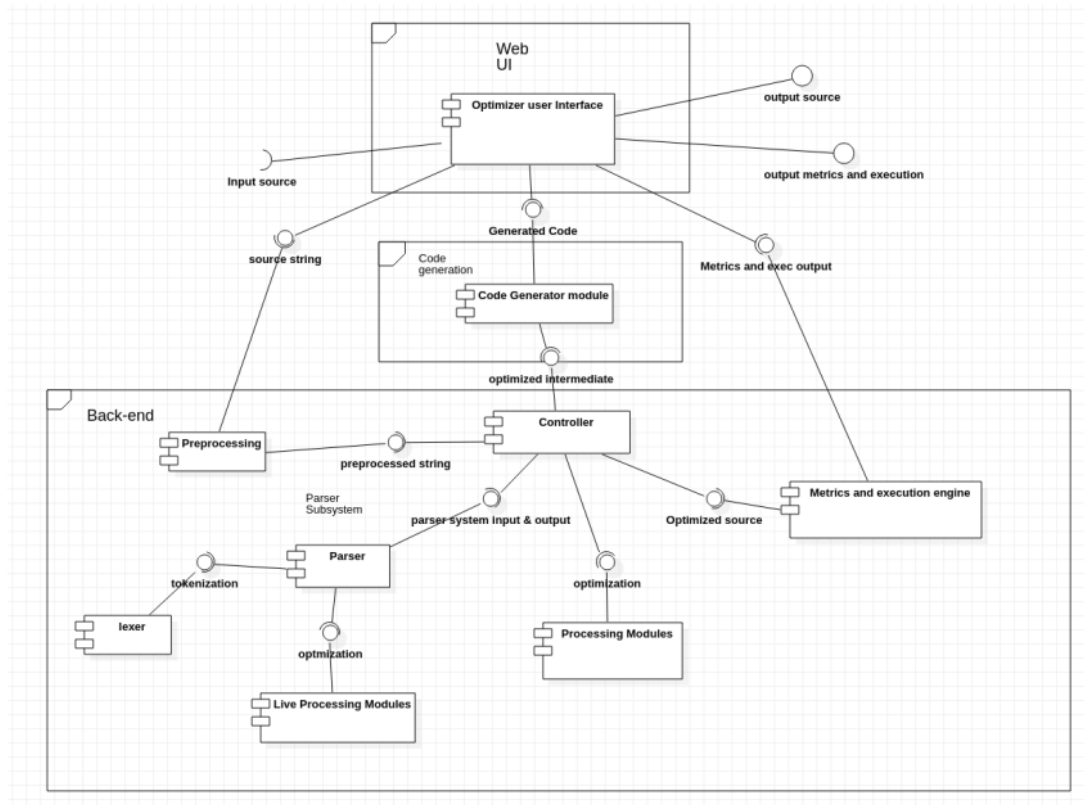 Web
UI
Optimizer user Interface
output source
output metrics and execution
Input source
Generated Code
source string
Metrics and exec output
Code
generation
Code Generator module
optimized intermediate
Back-end
Controller
Preprocessing
preprocessed string
Parser
Subsystem
parser system input & output
Optimized source
Metrics and execution engine
Parser
tokenization
optimization
lexer
Processing Modules
optmization
Live Processing Modules